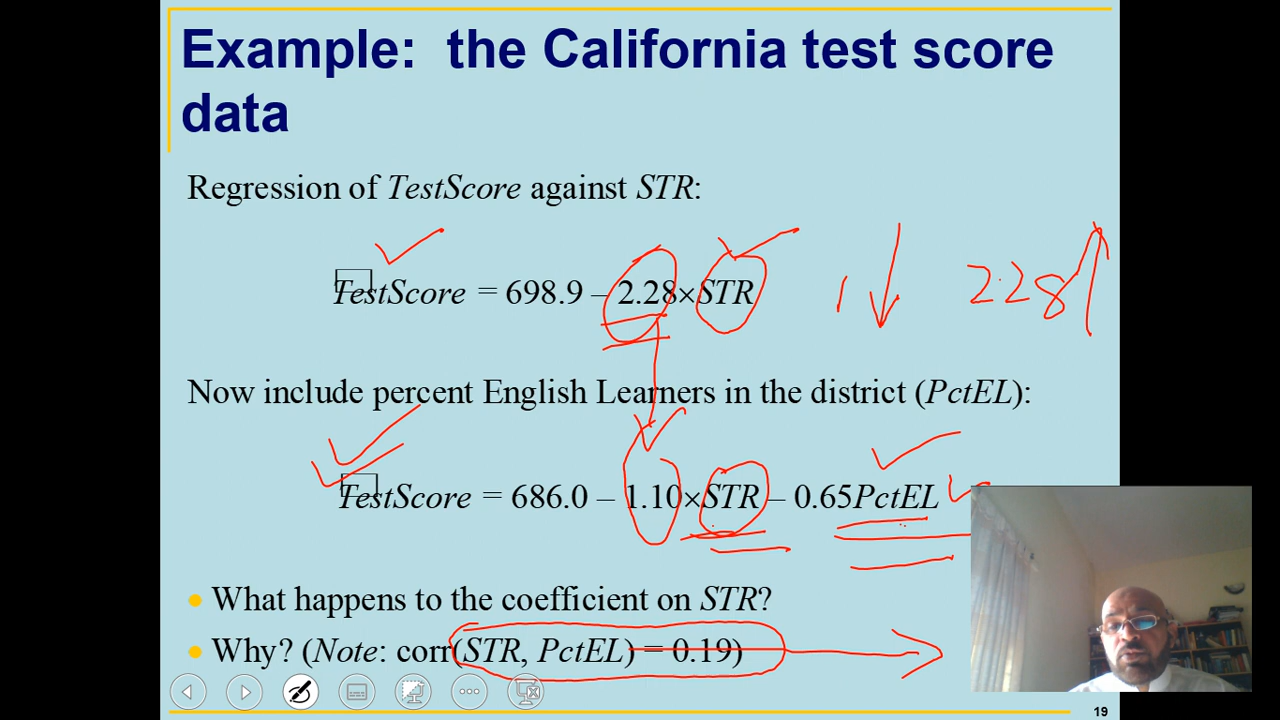 Example: the California test score
data
Regression of TestScore against STR:
TestScore = 698.9 – 2.28×STR
1 228
Now include percent English Learners in the district (PctEL):
TestScore = 686.0 – 1.10×STR – 0.65PctEL
What happens to the coefficient on STR?
Why? (Note: corr(STR, PctEL) = 0.19)
19